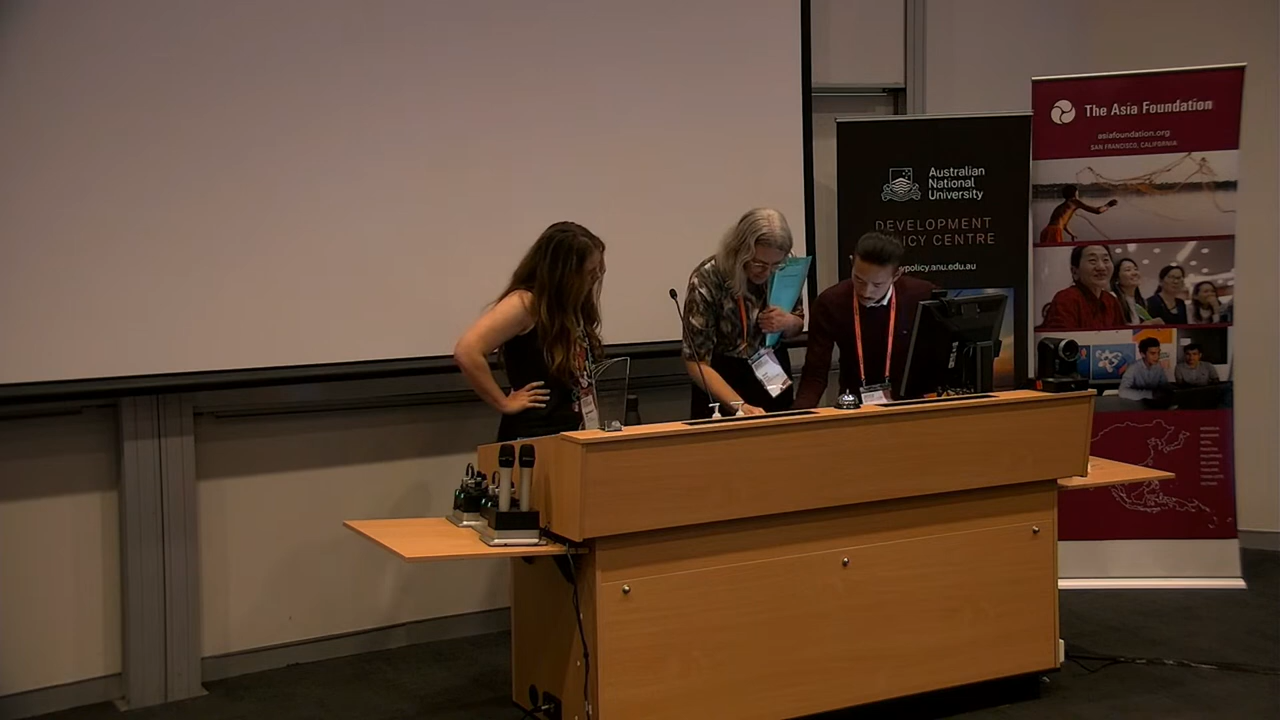 Australian
National
University
DEVELOPMENT
POLICY CENTRE
policy.anu.edu.au
The Asia Foundation
asiafoundation.org
SAN FRANCISCO, CALIFORNIA